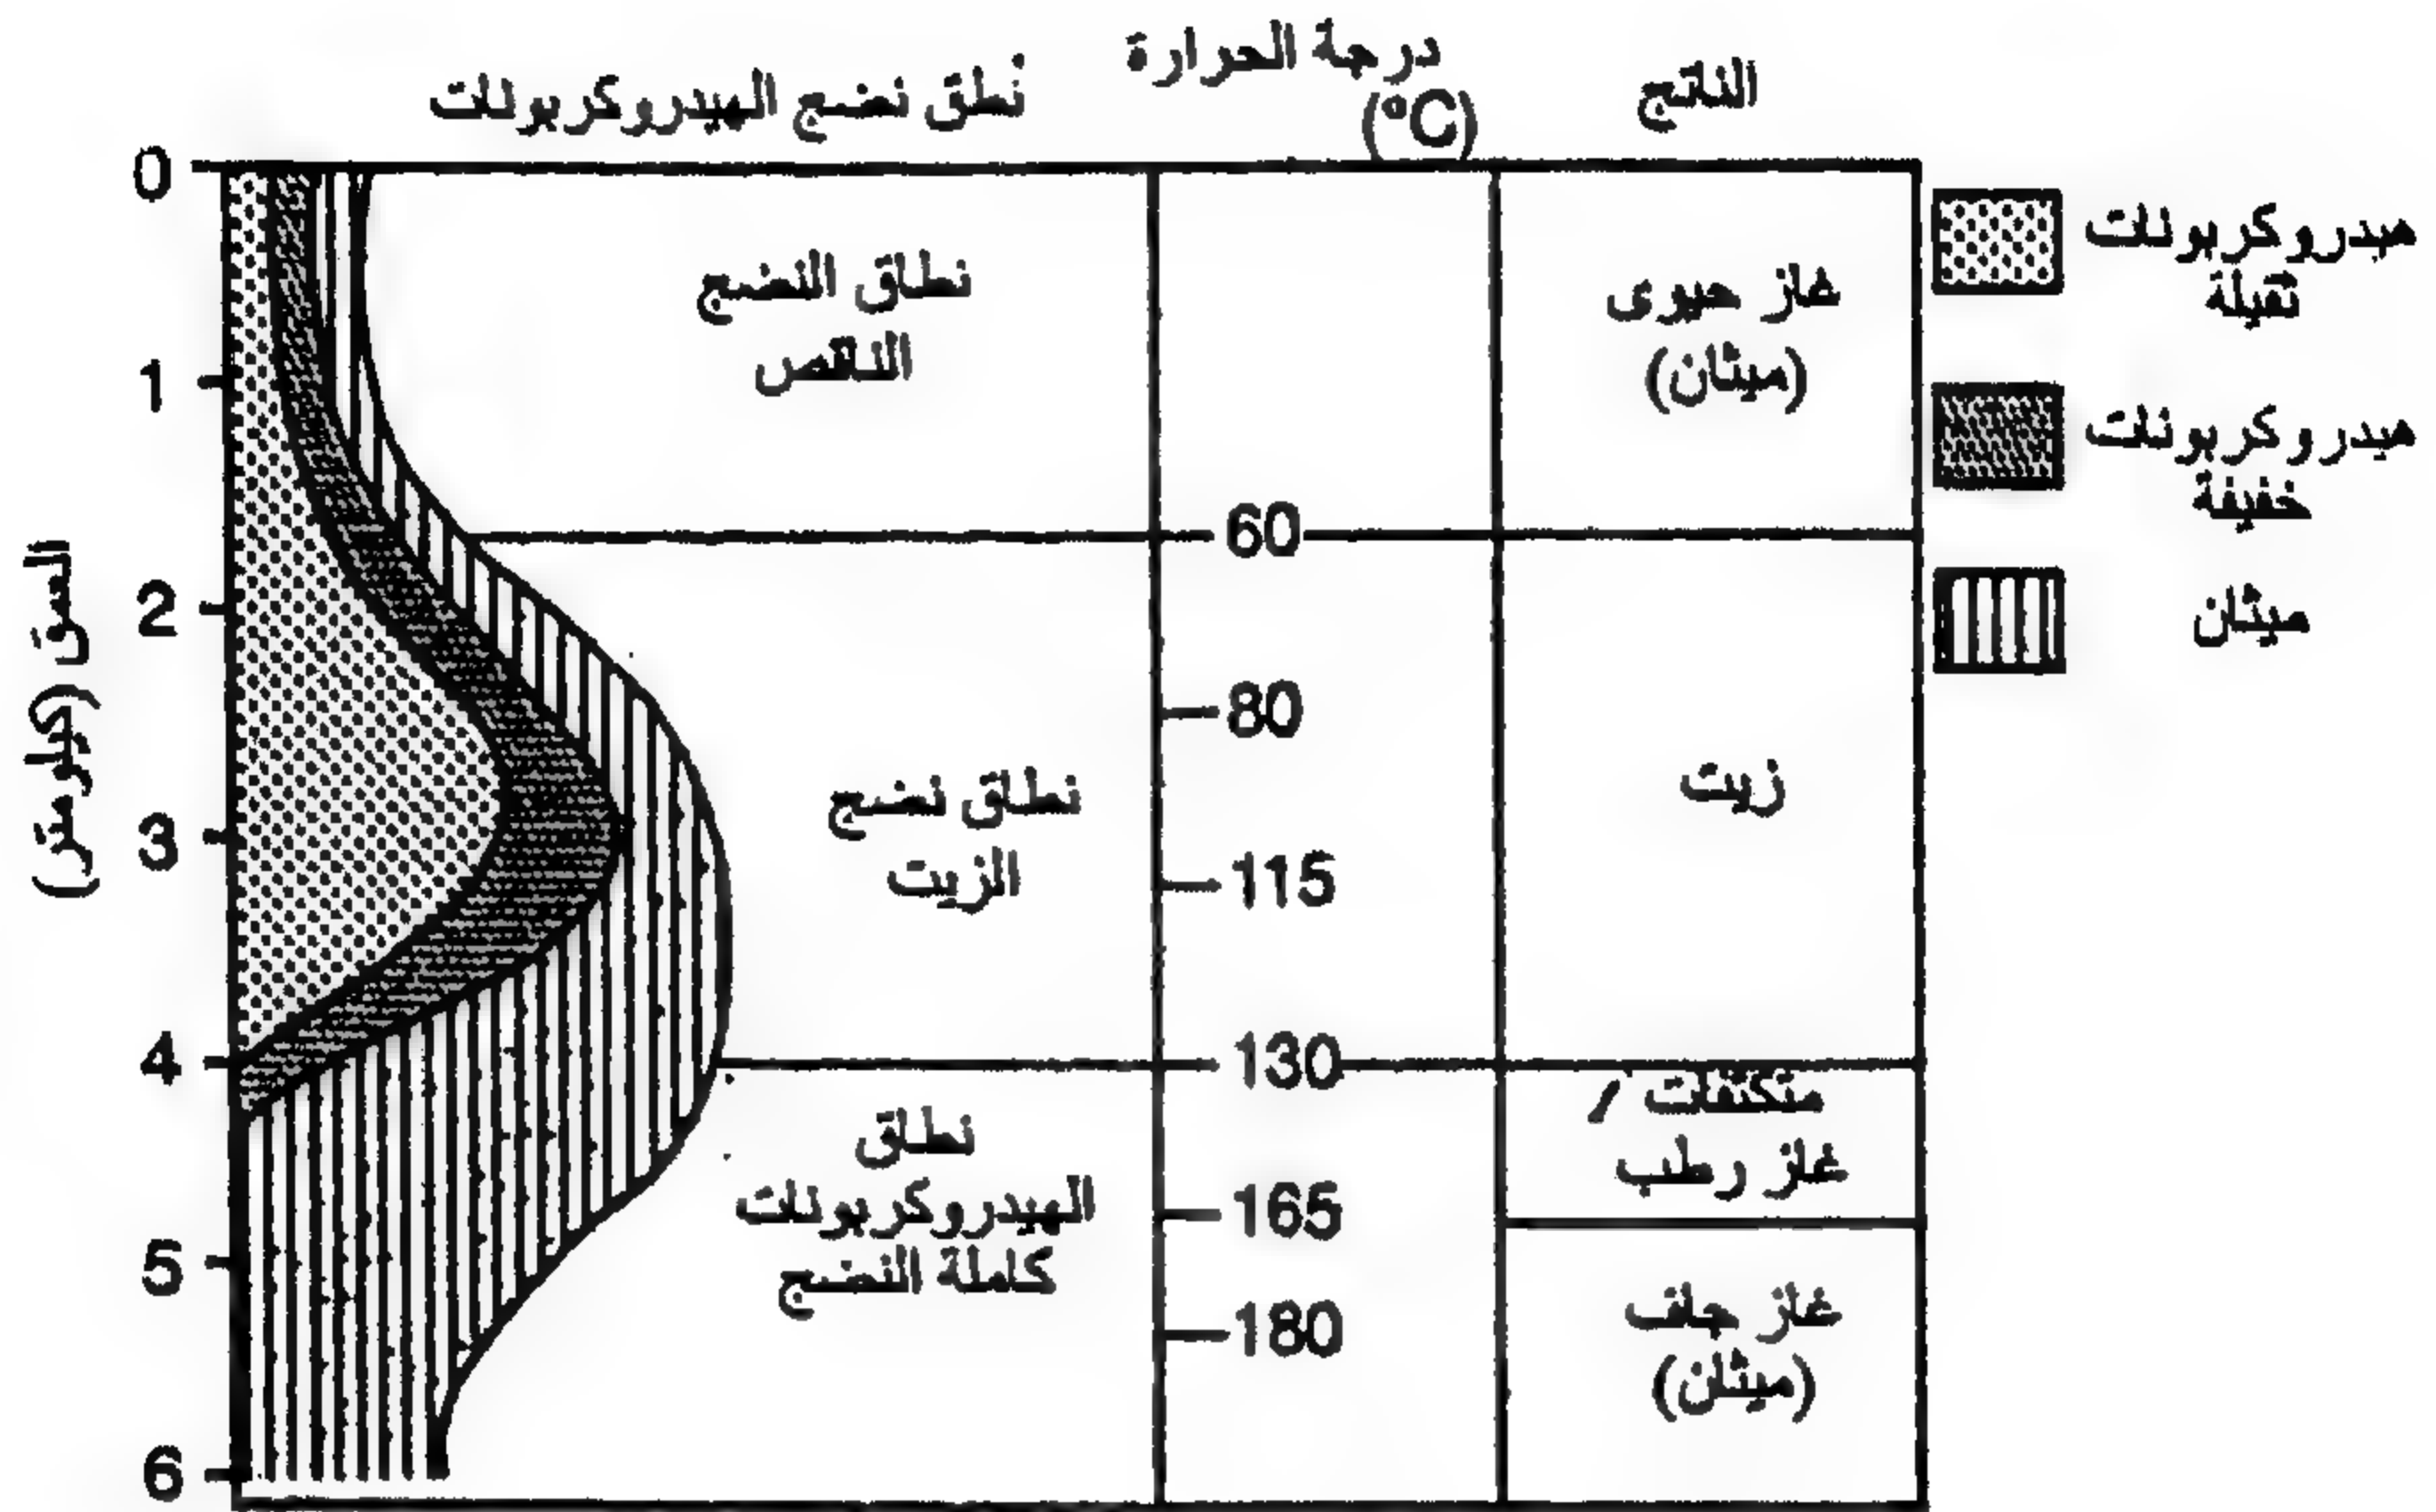 نُطق نضج الهيدروكربونات
درجة الحرارة
(°C)
الناتج
0
1
2
3
4
5
6
العمق (كيلومتر)
نطاق النضج
الناقص
نطاق نضج
الزيت
نطاق
الهيدروكربونات
كاملة النضج
60
80
115
130
165
180
غاز حيوى
(ميثان)
زيت
متكثفات /
غاز رطب
غاز جاف
(ميثان)
هيدروكربونات
ثقيلة
هيدروكربونات
خفيفة
ميثان